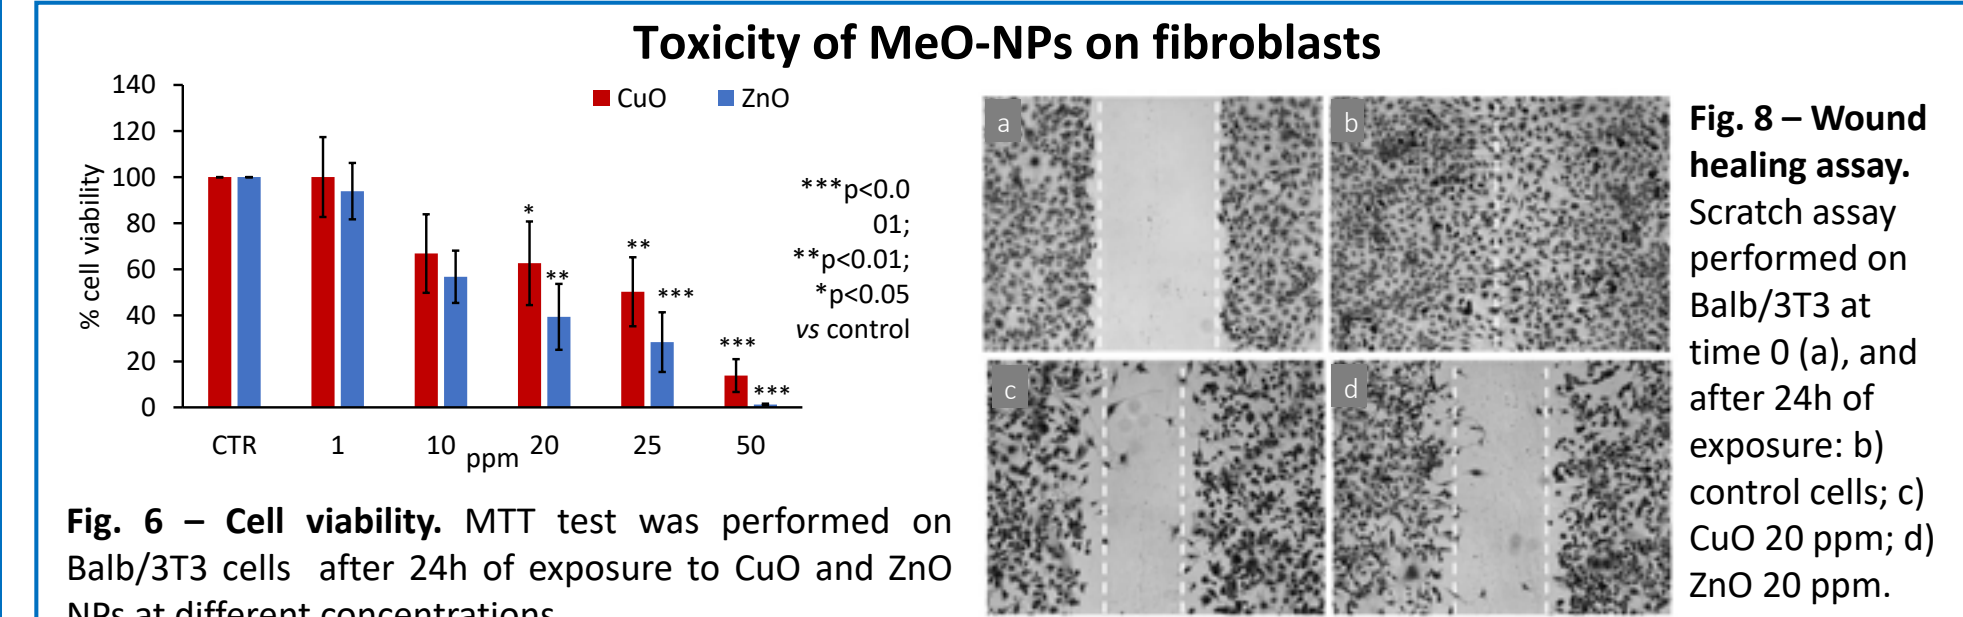 Toxicity of MeO-NPs on fibroblasts
140
120
100
80
60
40
20
0
% cell viability
CuO
ZnO
*
**
**
***
***
***
***p<0.0
01;
**p<0.01;
*p<0.05
vs control
CTR
1
10
20
25
50
ppm
Fig. 6 – Cell viability. MTT test was performed on
Balb/3T3 cells after 24h of exposure to CuO and ZnO
NPs at different concentrations
a
b
c
d
Fig. 8 – Wound
healing assay.
Scratch assay
performed on
Balb/3T3 at
time 0 (a), and
after 24h of
exposure: b)
control cells; c)
CuO 20 ppm; d)
ZnO 20 ppm.